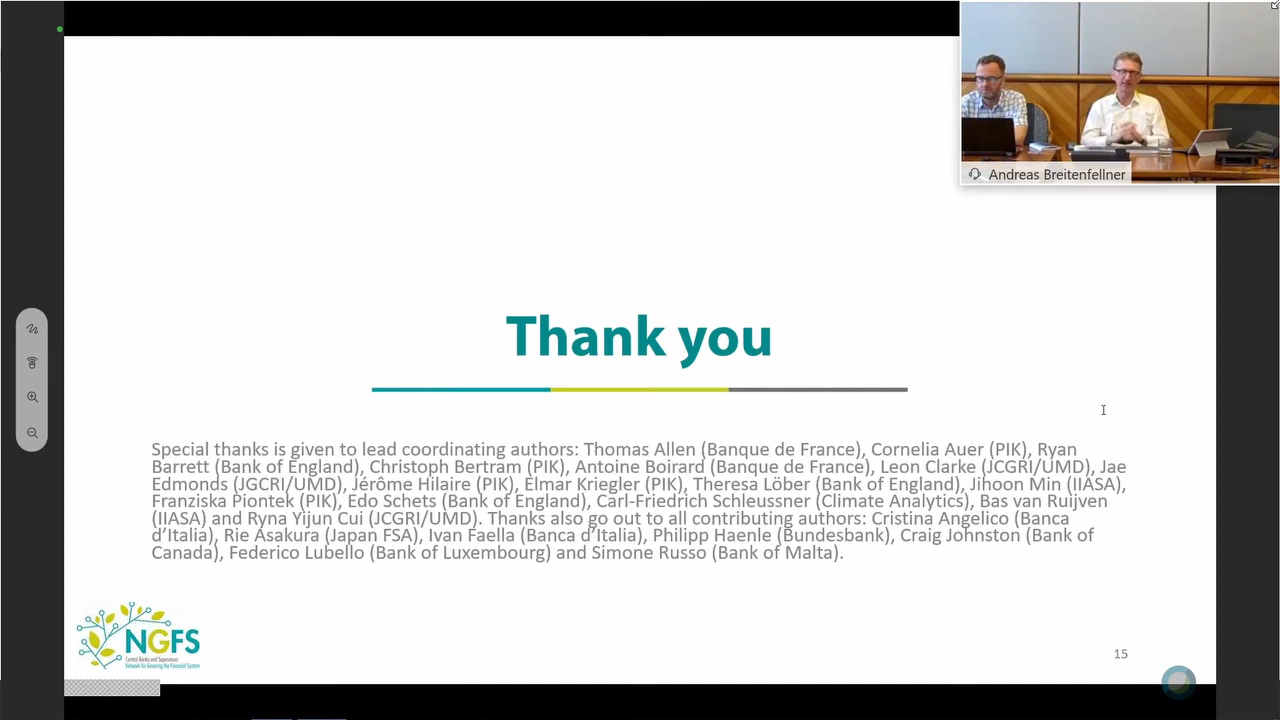 Andreas Breitenfellner
Thank you
Special thanks is given to lead coordinating authors: Thomas Allen (Banque de France), Cornelia Auer (PIK), Ryan
Barrett (Bank of England), Christoph Bertram (PIK), Antoine Boirard (Banque de France), Leon Clarke (JCGRI/UMD), Jae
Edmonds (JGCRI/UMD), Jérôme Hilaire (PIK), Elmar Kriegler (PIK), Theresa Löber (Bank of England), Jihoon Min (IIASA),
Franziska Piontek (PIK), Edo Schets (Bank of England), Carl-Friedrich Schleussner (Climate Analytics), Bas van Ruijven
(IIASA) and Ryna Yijun Cui (JCGRI/UMD). Thanks also go out to all contributing authors: Cristina Angelico (Banca
d’Italia), Rie Asakura (Japan FSA), Ivan Faella (Banca d’Italia), Philipp Haenle (Bundesbank), Craig Johnston (Bank of
Canada), Federico Lubello (Bank of Luxembourg) and Simone Russo (Bank of Malta).
NGFS
Central Banks and Supervisors
Network for Greening the Financial System
15